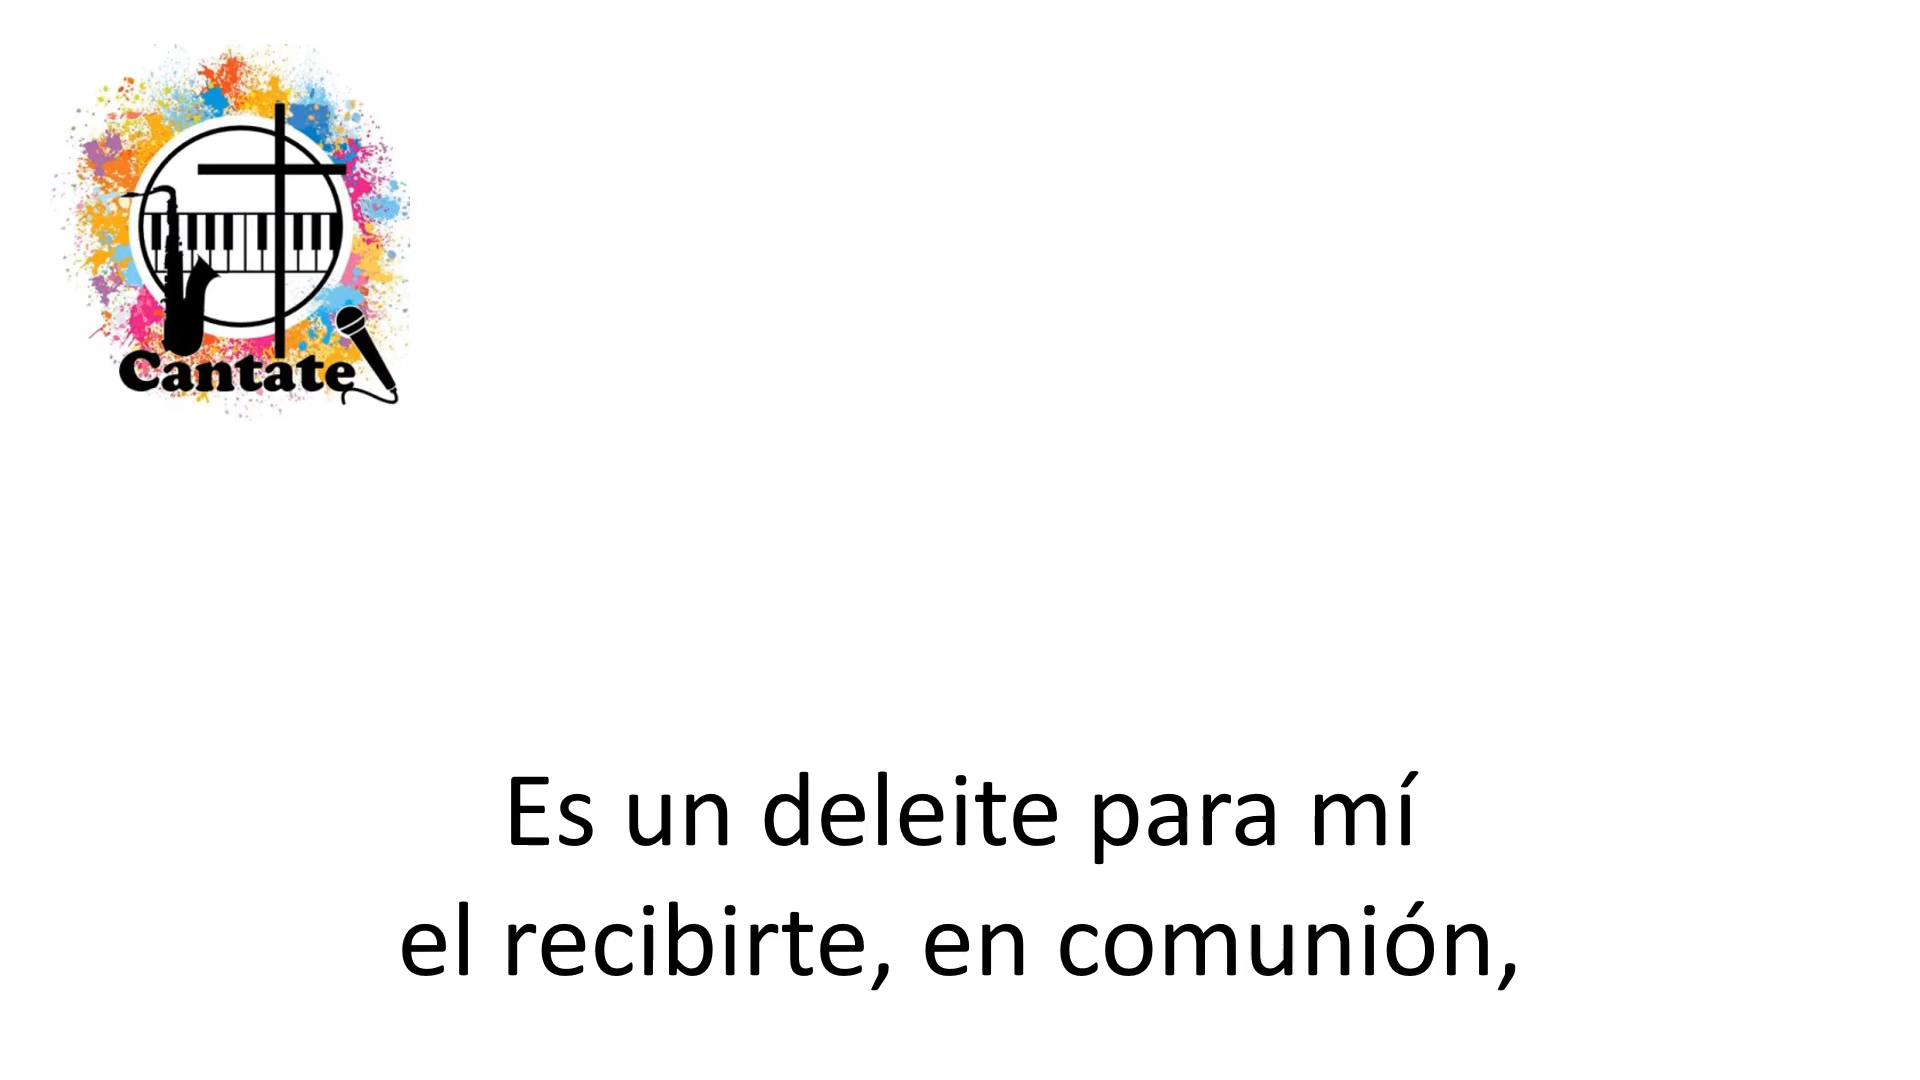 Cantate
Es un deleite para mí
el recibirte, en comunión,